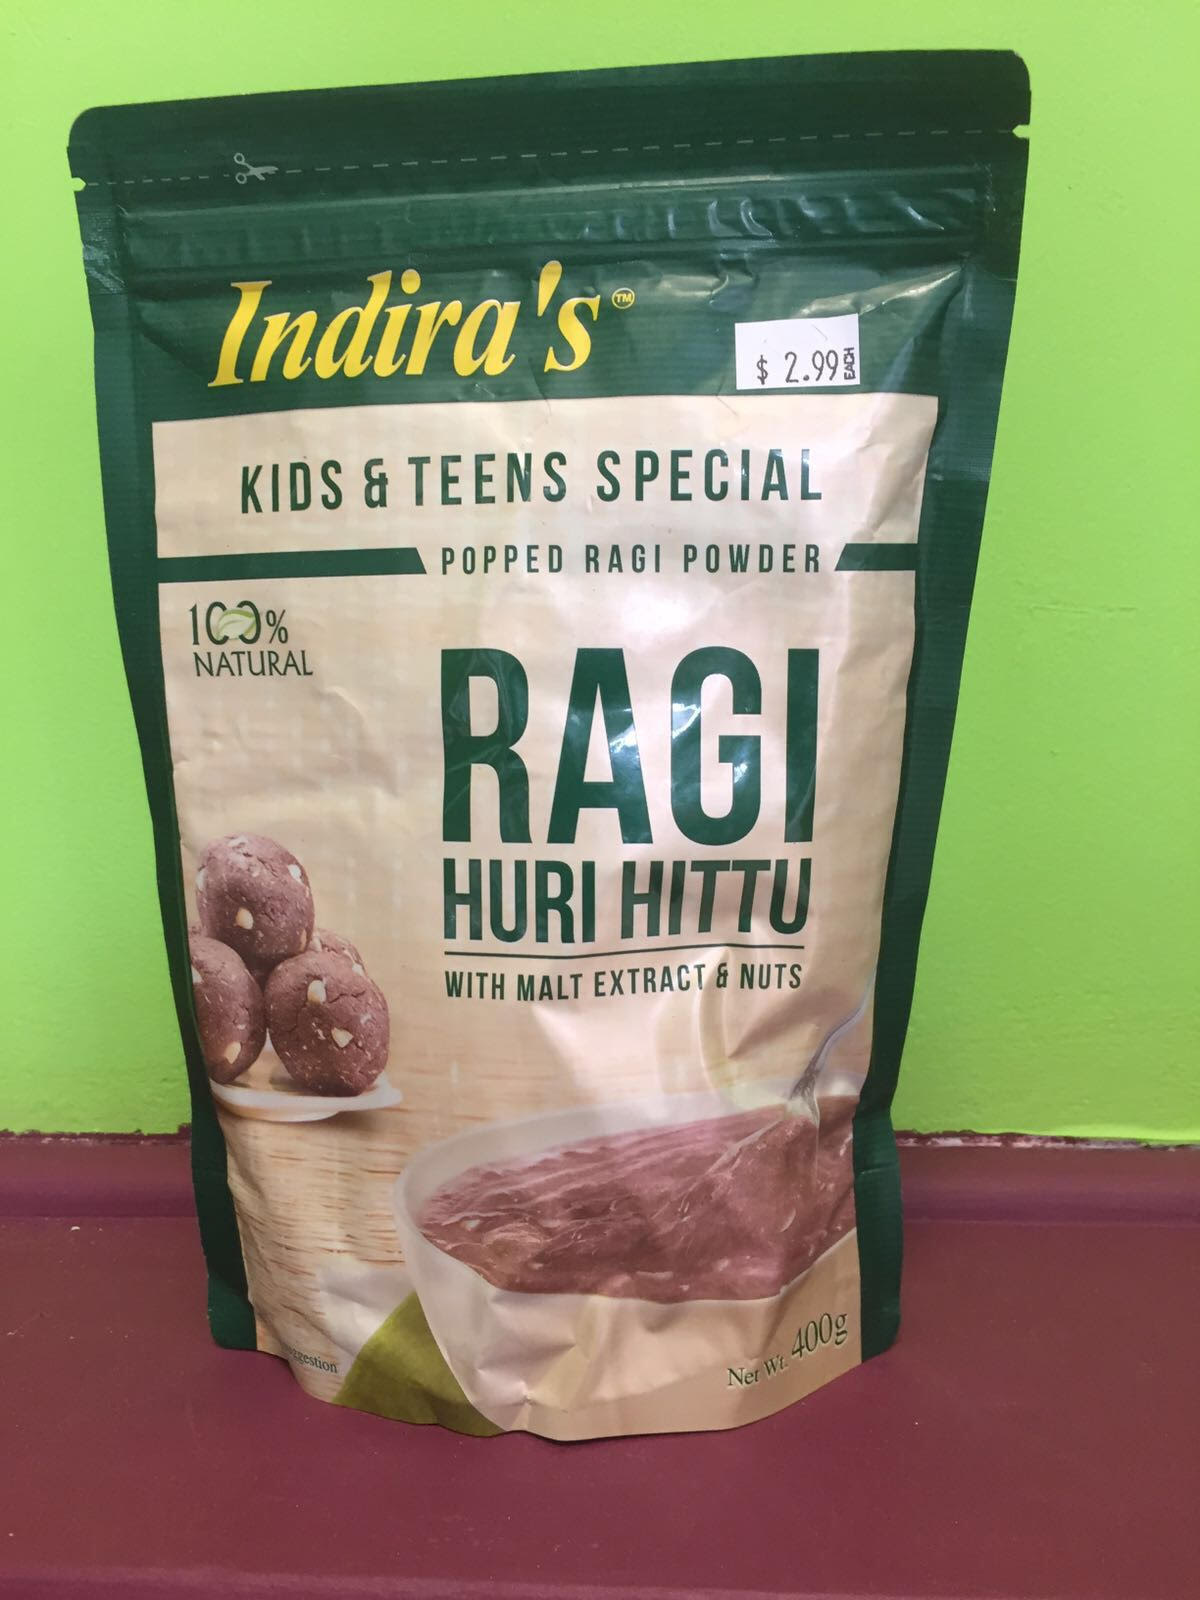 Indira's™
$ 2.99 EACH
KIDS & TEENS SPECIAL
POPPED RAGI POWDER
100%
NATURAL
RAGI
HURI HITTU
WITH MALT EXTRACT & NUTS
Net Wt. 400g